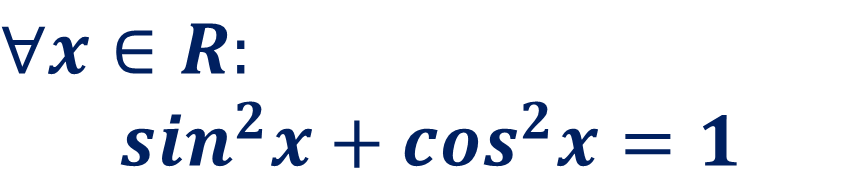 ∀x ∈ R:
sin²x + cos²x = 1